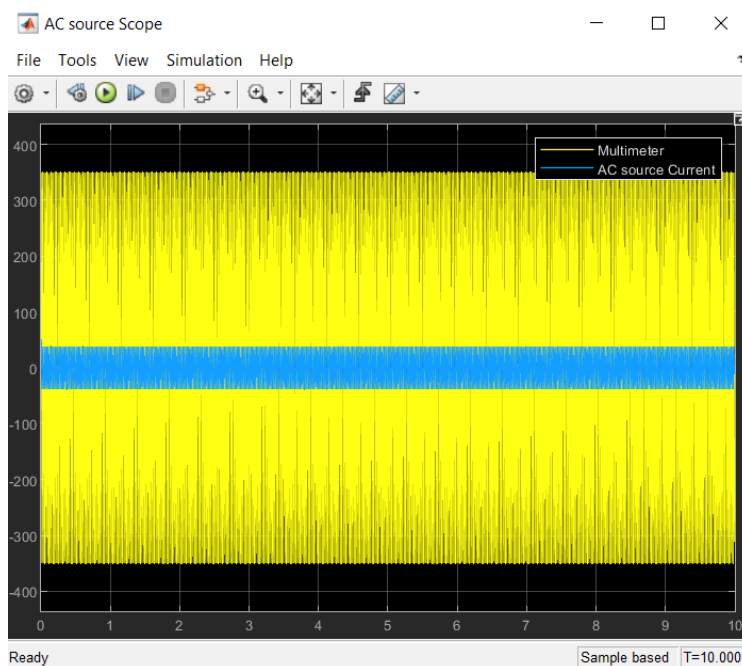 AC source Scope
File Tools View Simulation Help
Multimeter
AC source Current
400
300
200
100
0
-100
-200
-300
-400
0 1 2 3 4 5 6 7 8 9 10
Ready
Sample based T=10.000